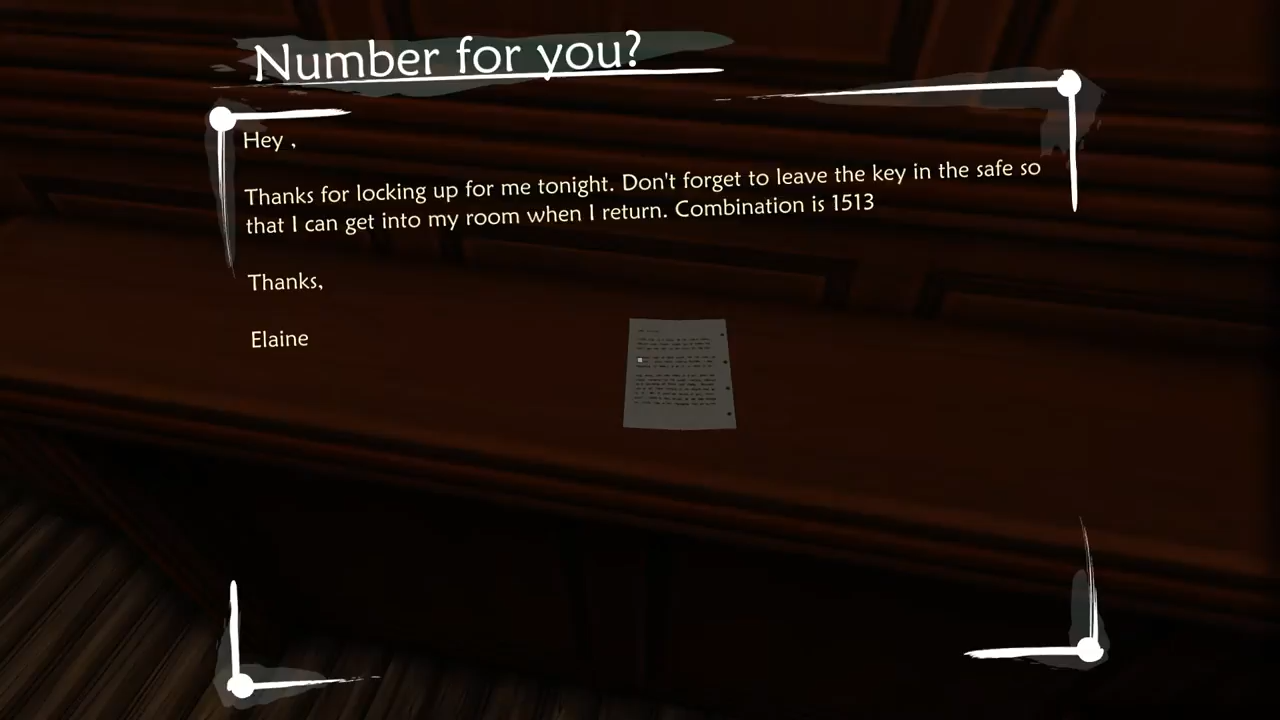 Number for you?
Hey ,
Thanks for locking up for me tonight. Don't forget to leave the key in the safe so
that I can get into my room when I return. Combination is 1513
Thanks,
Elaine